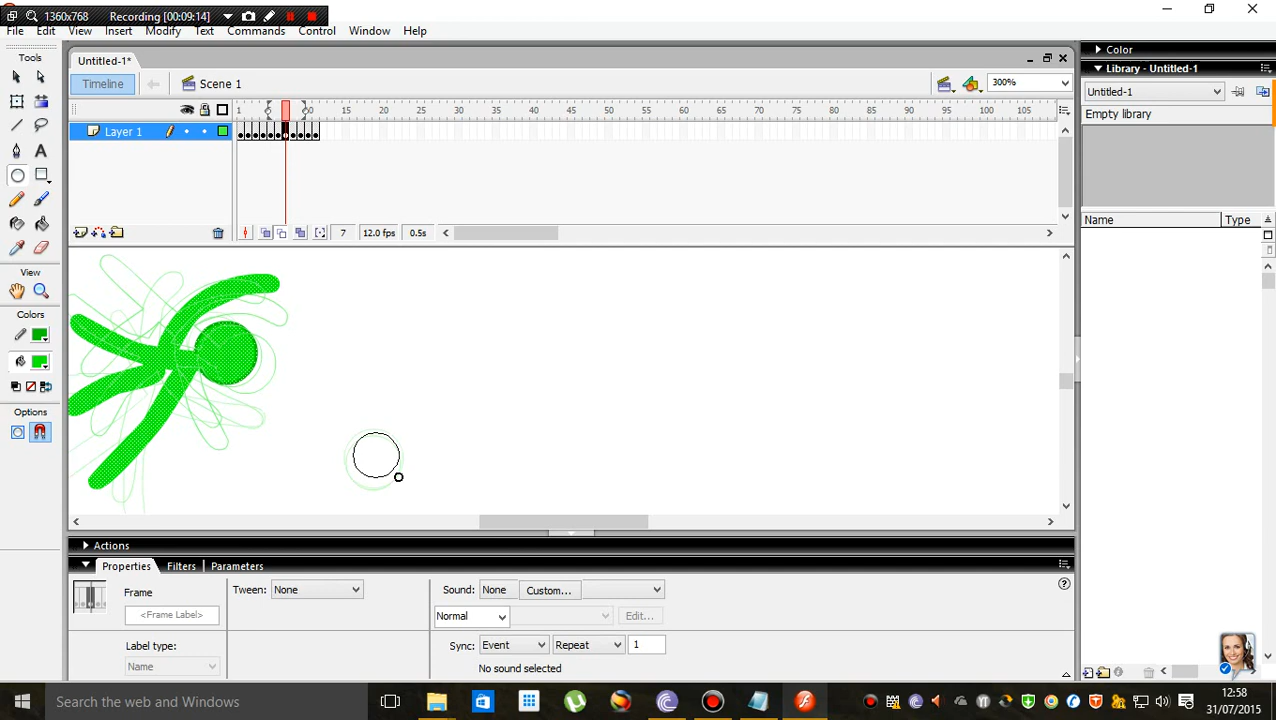 1360x768 Recording [00:09:14]
File Edit View Insert Modify Text Commands Control Window Help
Tools
Untitled-1*
Timeline Scene 1 300%
1 5 10 15 20 25 30 35 40 45 50 55 60 65 70 75 80 85 90 95 100 105
Layer 1
7 12.0 fps 0.5s
View
Colors
Options
Color
Library - Untitled-1
Untitled-1
Empty library
Name Type
Actions
Properties Filters Parameters
Frame
<Frame Label>
Label type:
Name
Tween: None
Sound: None Custom...
Normal Edit...
Sync: Event Repeat 1
No sound selected
Search the web and Windows
12:58
31/07/2015